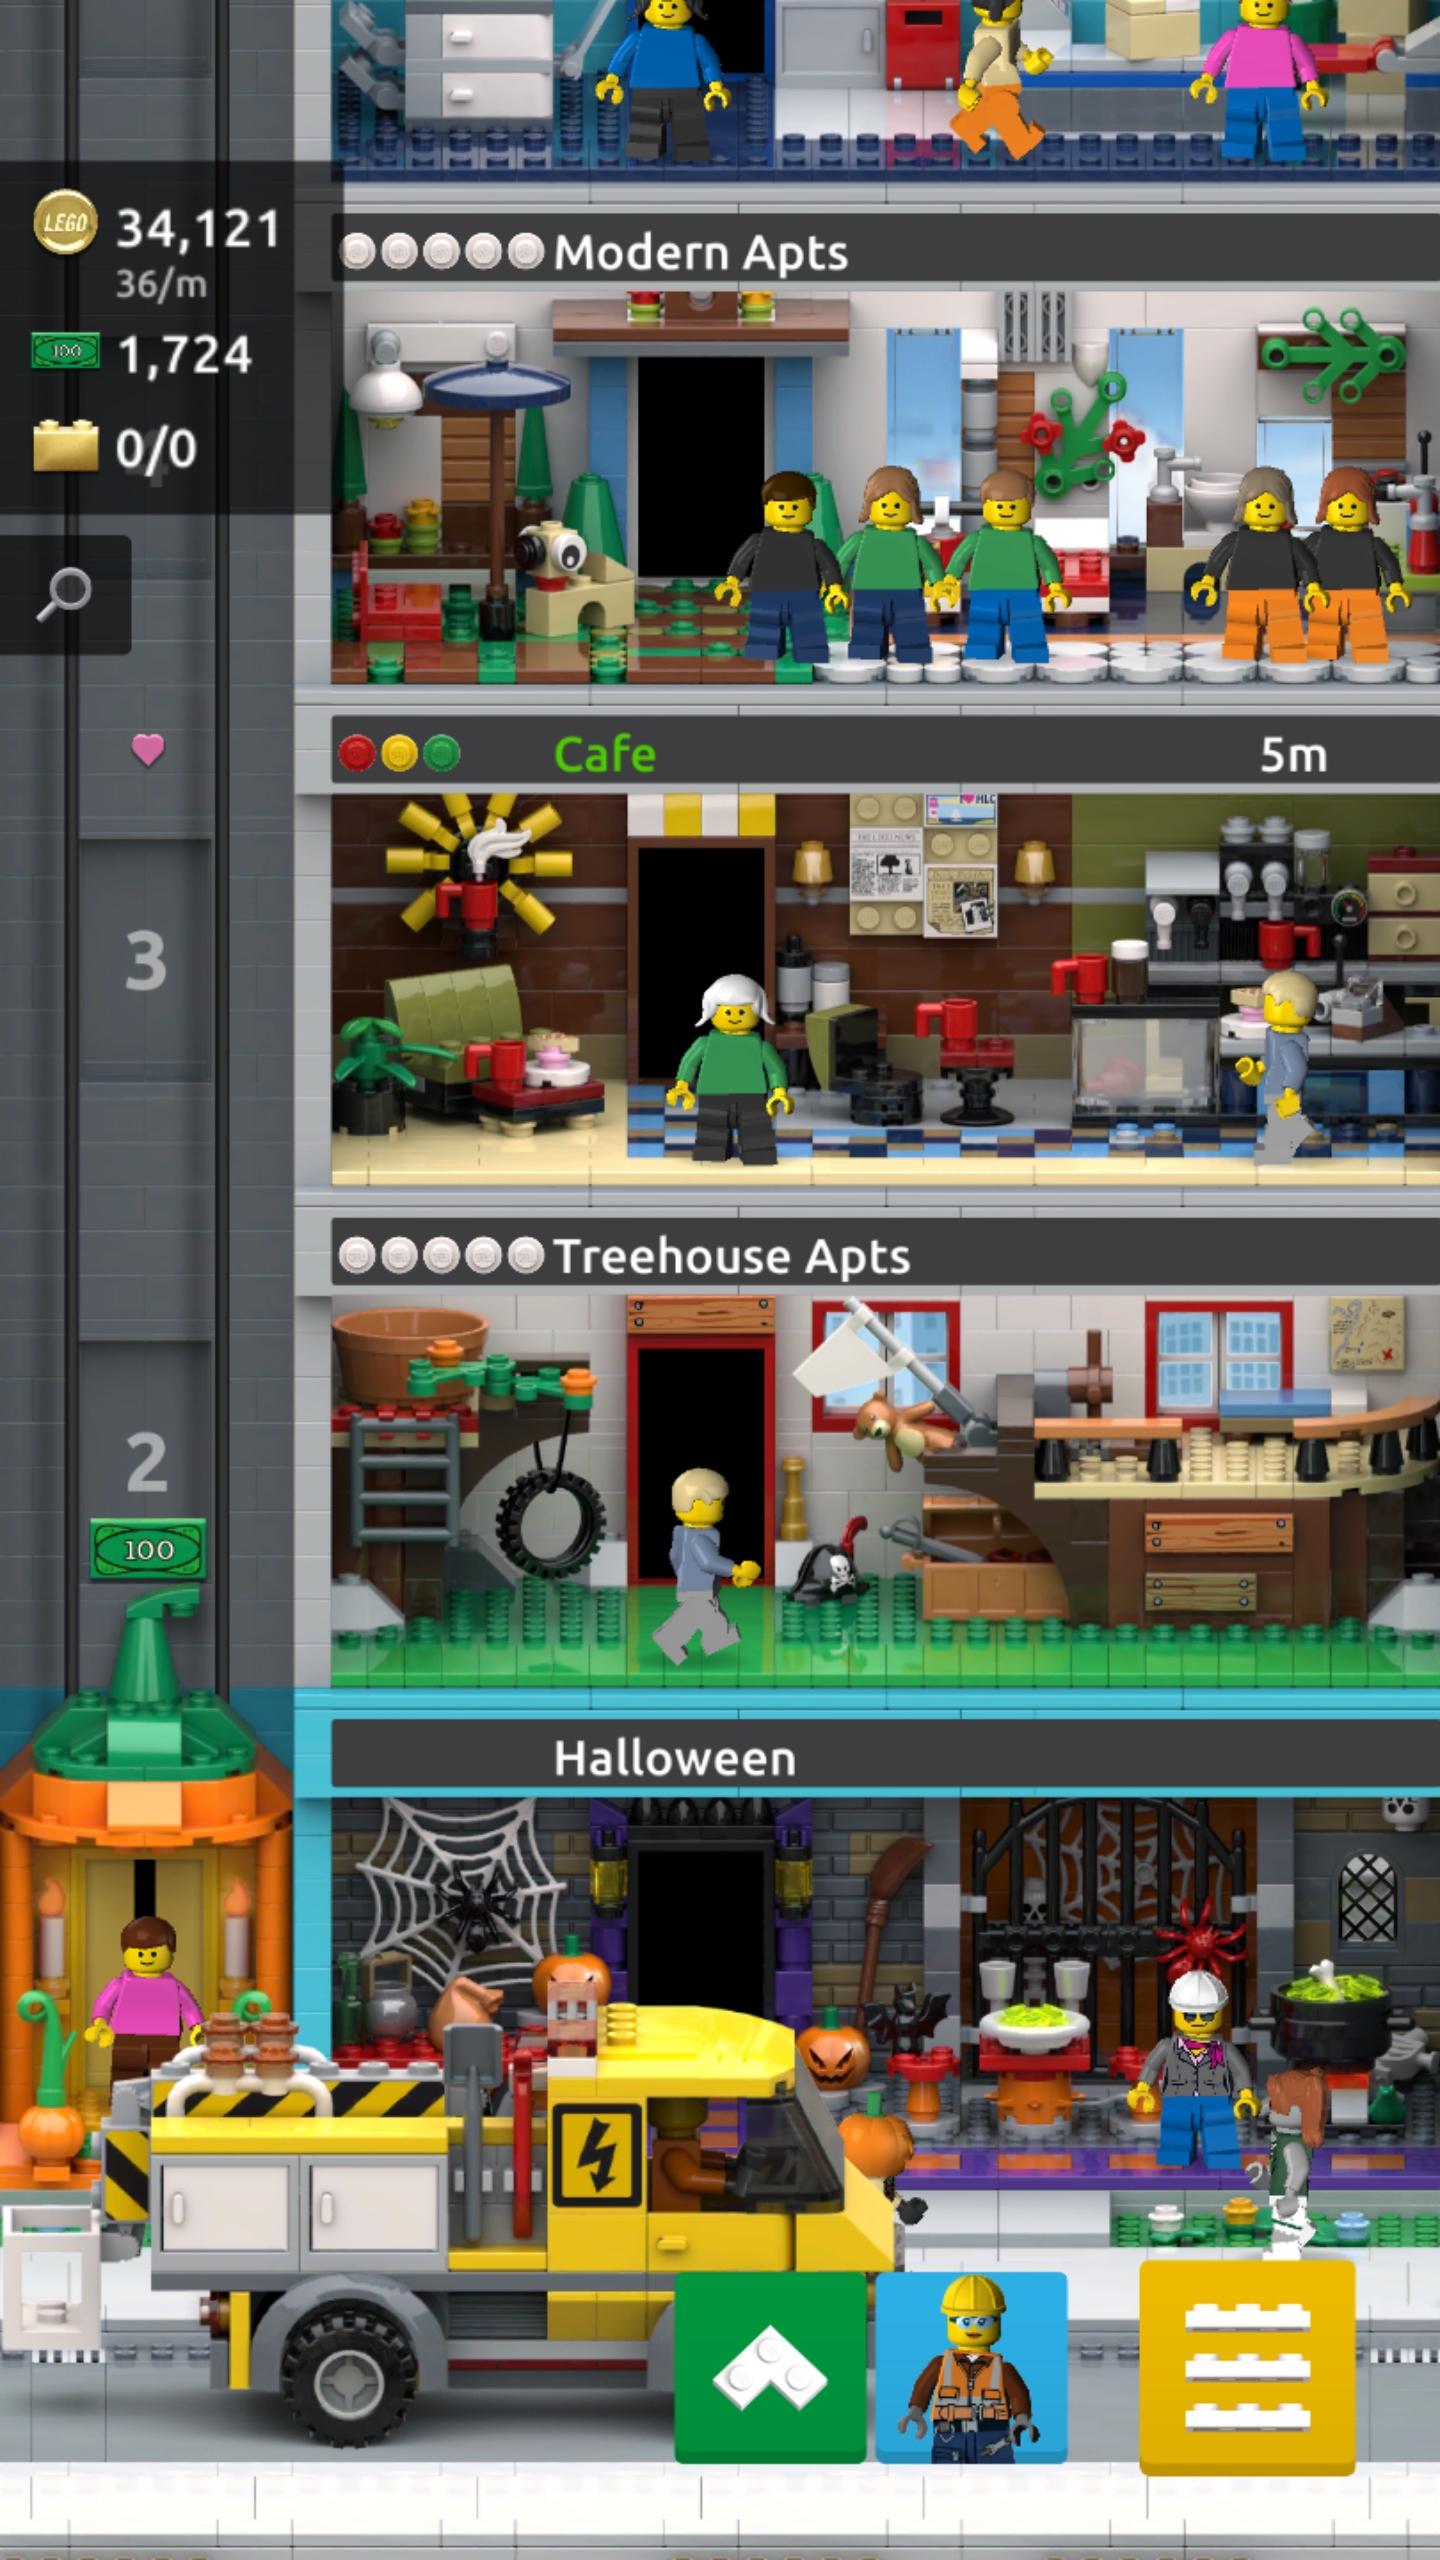 LEGO 34,121
36/m
100 1,724
0/0
Modern Apts
Cafe 5m
3
Treehouse Apts
2
100
Halloween